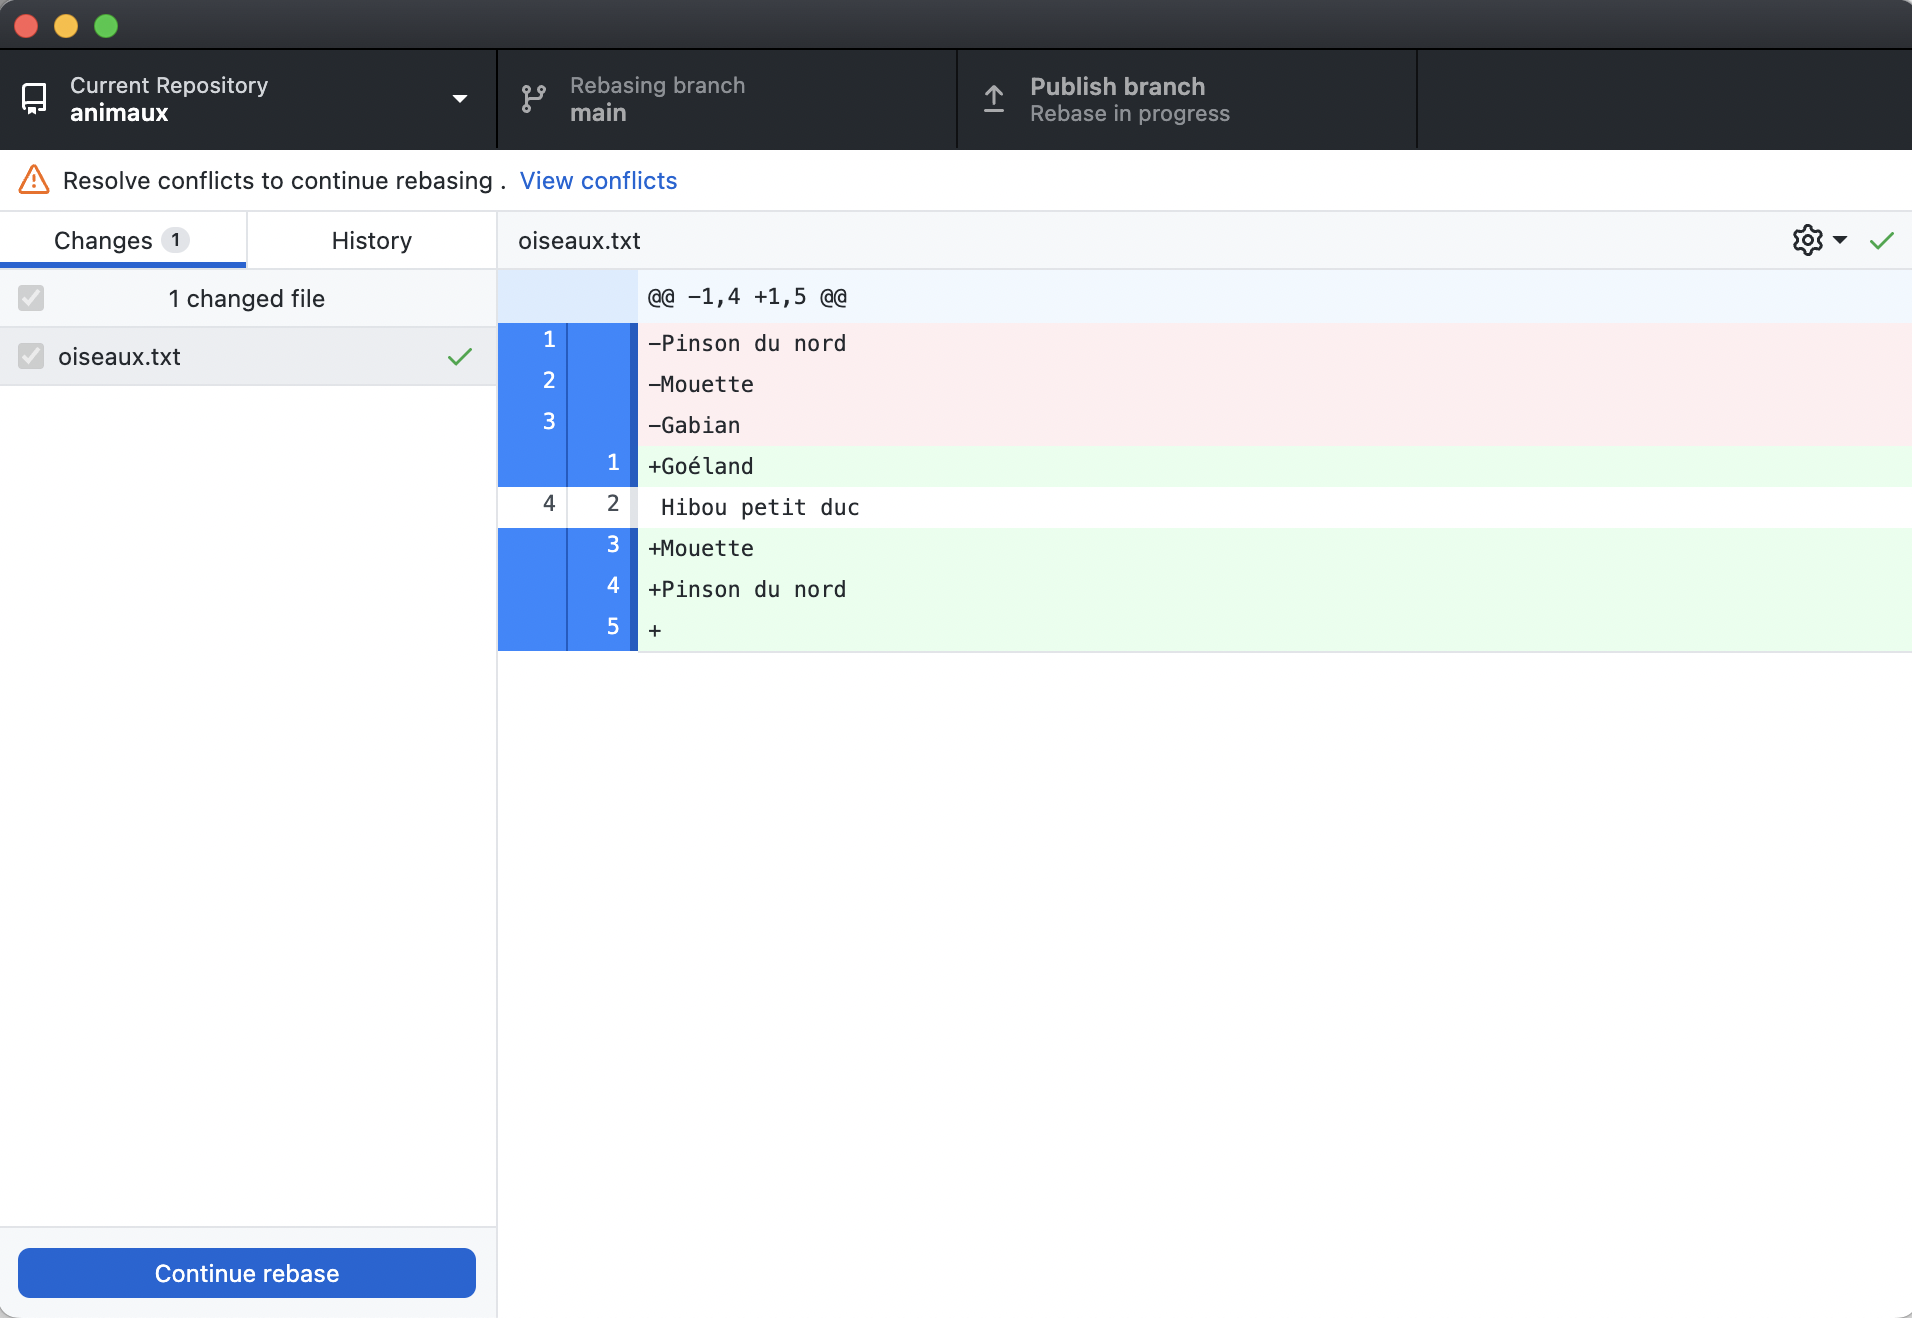 Current Repository
animaux
Rebasing branch
main
Publish branch
Rebase in progress
Resolve conflicts to continue rebasing . View conflicts
Changes 1
History
oiseaux.txt
1 changed file
oiseaux.txt
@@ -1,4 +1,5 @@
1 -Pinson du nord
2 -Mouette
3 -Gabian
1 +Goéland
4 2 Hibou petit duc
3 +Mouette
4 +Pinson du nord
5 +
Continue rebase